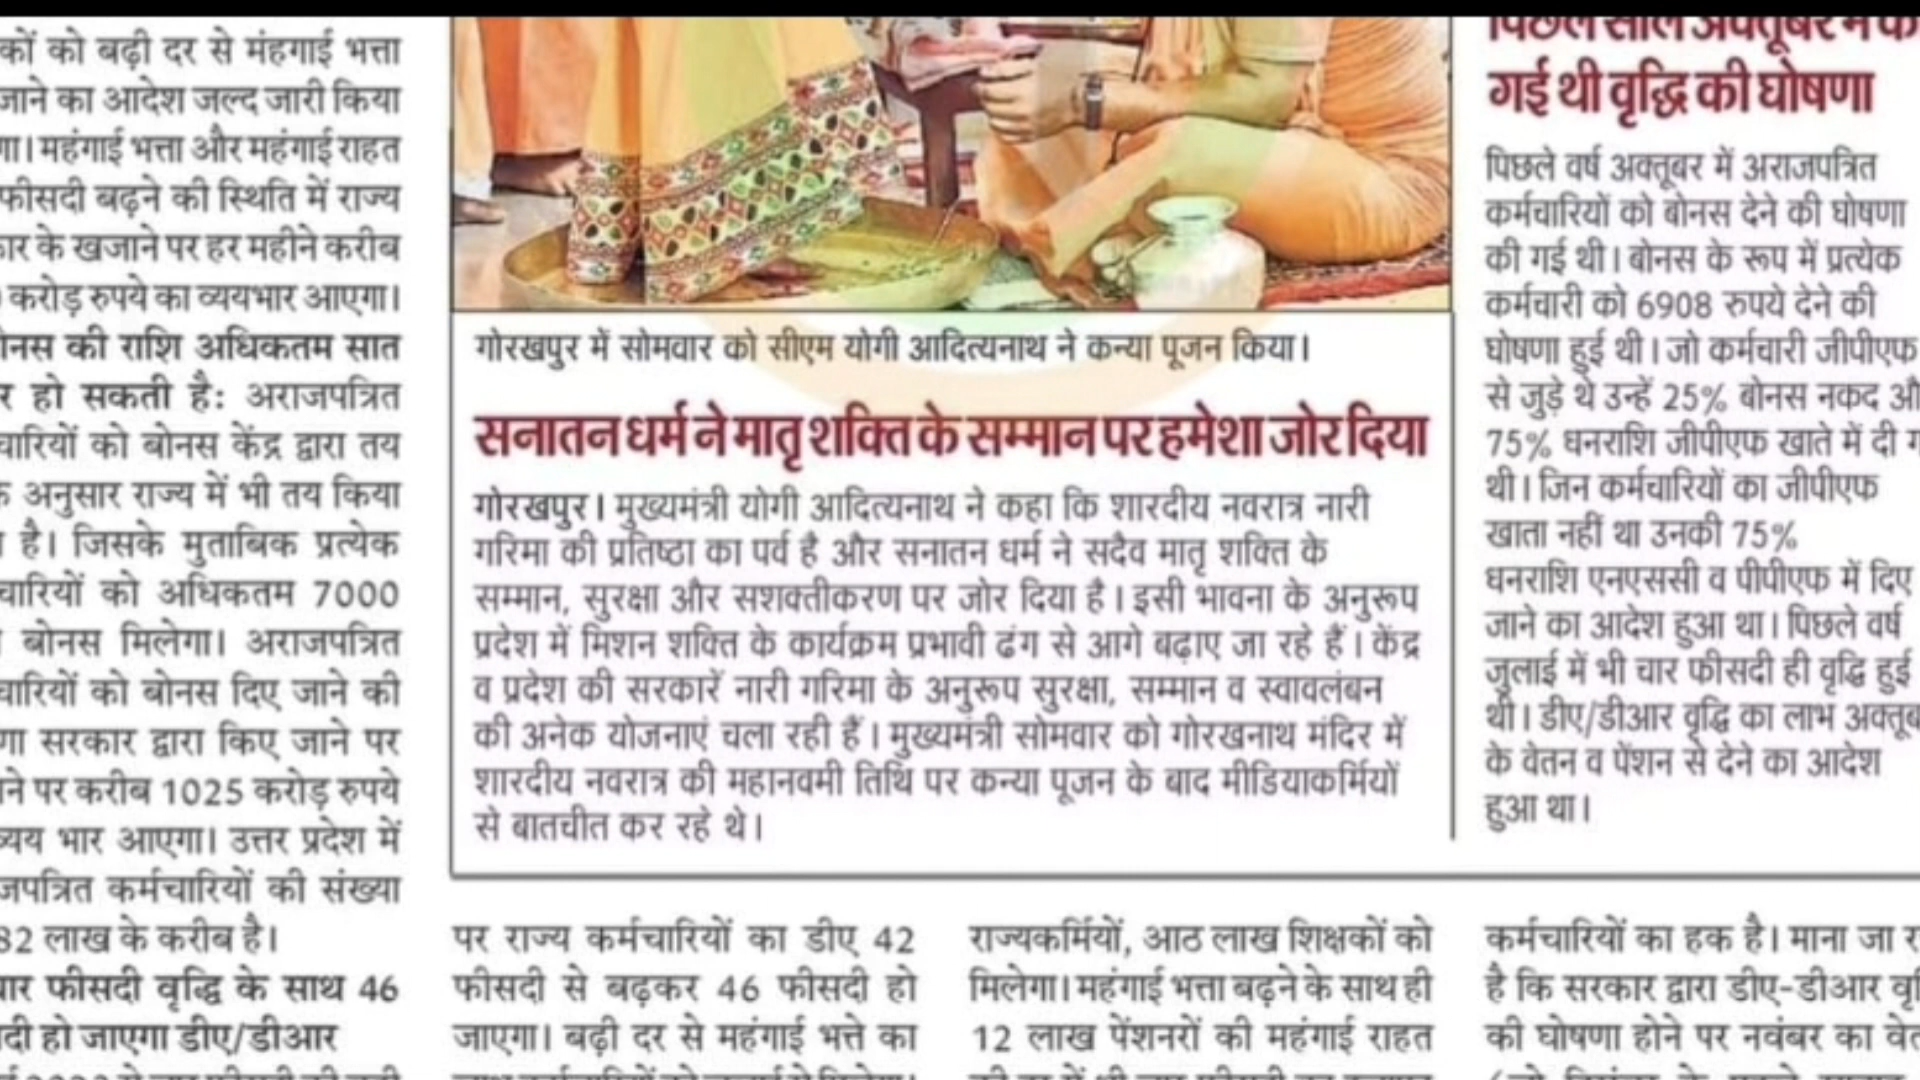 को बढ़ी दर से मंहगाई भत्ता
जाने का आदेश जल्द जारी किया
महंगाई भत्ता और महंगाई राहत
फीसदी बढ़ने की स्थिति में राज्य
के खजाने पर हर महीने करीब
करोड़ रुपये का व्ययभार आएगा।
की राशि अधिकतम सात
हो सकती है: अराजपत्रित
को बोनस केंद्र द्वारा तय
अनुसार राज्य में भी तय किया
है। जिसके मुताबिक प्रत्येक
को अधिकतम 7000
बोनस मिलेगा। अराजपत्रित
को बोनस दिए जाने की
सरकार द्वारा किए जाने पर
पर करीब 1025 करोड़ रुपये
भार आएगा। उत्तर प्रदेश में
कर्मचारियों की संख्या
लाख के करीब है।
फीसदी वृद्धि के साथ 46
हो जाएगा डीए/डीआर
गोरखपुर में सोमवार को सीएम योगी आदित्यनाथ ने कन्या पूजन किया।
सनातन धर्म ने मातृ शक्ति के सम्मान पर हमेशा जोर दिया
गोरखपुर। मुख्यमंत्री योगी आदित्यनाथ ने कहा कि शारदीय नवरात्र नारी
गरिमा की प्रतिष्ठा का पर्व है और सनातन धर्म ने सदैव मातृ शक्ति के
सम्मान, सुरक्षा और सशक्तीकरण पर जोर दिया है। इसी भावना के अनुरूप
प्रदेश में मिशन शक्ति के कार्यक्रम प्रभावी ढंग से आगे बढ़ाए जा रहे हैं। केंद्र
व प्रदेश की सरकारें नारी गरिमा के अनुरूप सुरक्षा, सम्मान व स्वावलंबन
की अनेक योजनाएं चला रही हैं। मुख्यमंत्री सोमवार को गोरखनाथ मंदिर में
शारदीय नवरात्र की महानवमी तिथि पर कन्या पूजन के बाद मीडियाकर्मियों
से बातचीत कर रहे थे।
पिछले साल अक्तूबर में
गई थी वृद्धि की घोषणा
पिछले वर्ष अक्तूबर में अराजपत्रित
कर्मचारियों को बोनस देने की घोषणा
की गई थी। बोनस के रूप में प्रत्येक
कर्मचारी को 6908 रुपये देने की
घोषणा हुई थी। जो कर्मचारी जीपीएफ
से जुड़े थे उन्हें 25% बोनस नकद
75% धनराशि जीपीएफ खाते में दी
थी। जिन कर्मचारियों का जीपीएफ
खाता नहीं था उनकी 75%
धनराशि एनएससी व पीपीएफ में दिए
जाने का आदेश हुआ था। पिछले वर्ष
जुलाई में भी चार फीसदी ही वृद्धि हुई
थी। डीए/डीआर वृद्धि का लाभ
के वेतन व पेंशन से देने का आदेश
हुआ था।
पर राज्य कर्मचारियों का डीए 42
फीसदी से बढ़कर 46 फीसदी हो
जाएगा। बढ़ी दर से महंगाई भत्ते का
राज्यकर्मियों, आठ लाख शिक्षकों को
मिलेगा। महंगाई भत्ता बढ़ने के साथ ही
12 लाख पेंशनरों की महंगाई राहत
कर्मचारियों का हक है। माना जा
है कि सरकार द्वारा डीए-डीआर
की घोषणा होने पर नवंबर का